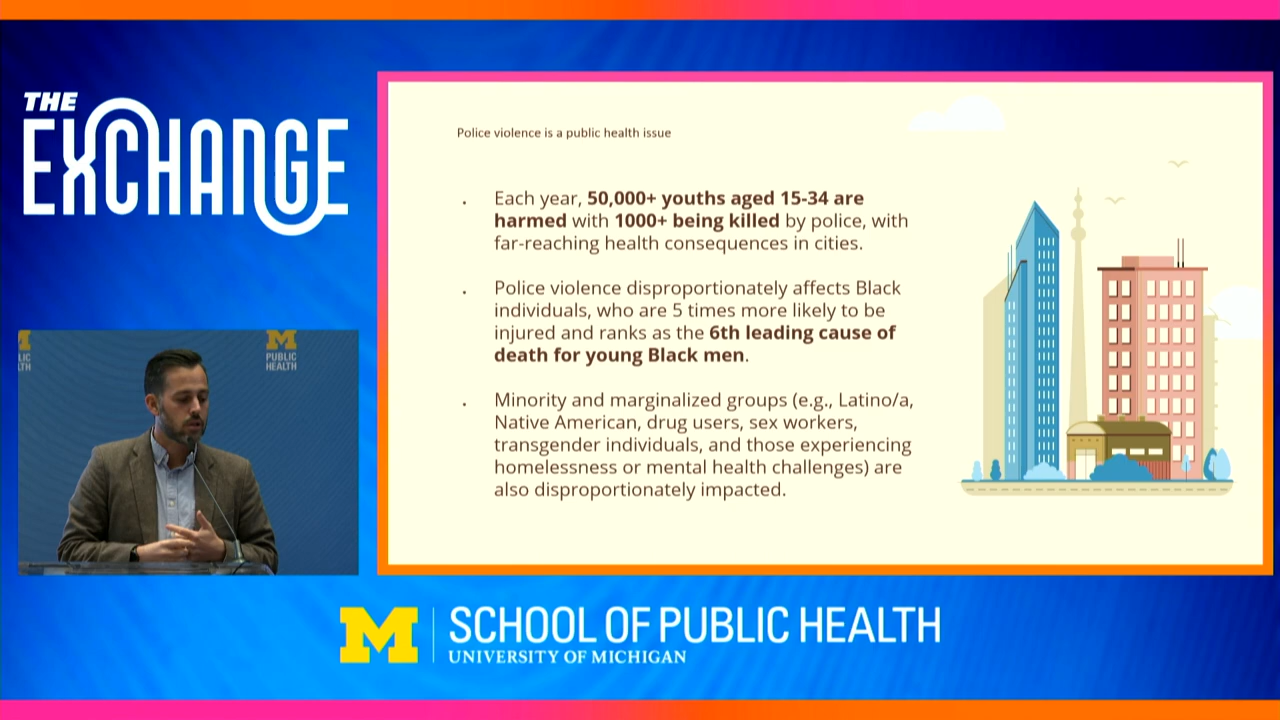 THE
EXCHANGE
Police violence is a public health issue
. Each year, 50,000+ youths aged 15-34 are
harmed with 1000+ being killed by police, with
far-reaching health consequences in cities.
. Police violence disproportionately affects Black
individuals, who are 5 times more likely to be
injured and ranks as the 6th leading cause of
death for young Black men.
. Minority and marginalized groups (e.g., Latino/a,
Native American, drug users, sex workers,
transgender individuals, and those experiencing
homelessness or mental health challenges) are
also disproportionately impacted.
M
LIC
LTH
M
PUBLIC
HEALTH
M
SCHOOL OF PUBLIC HEALTH
UNIVERSITY OF MICHIGAN